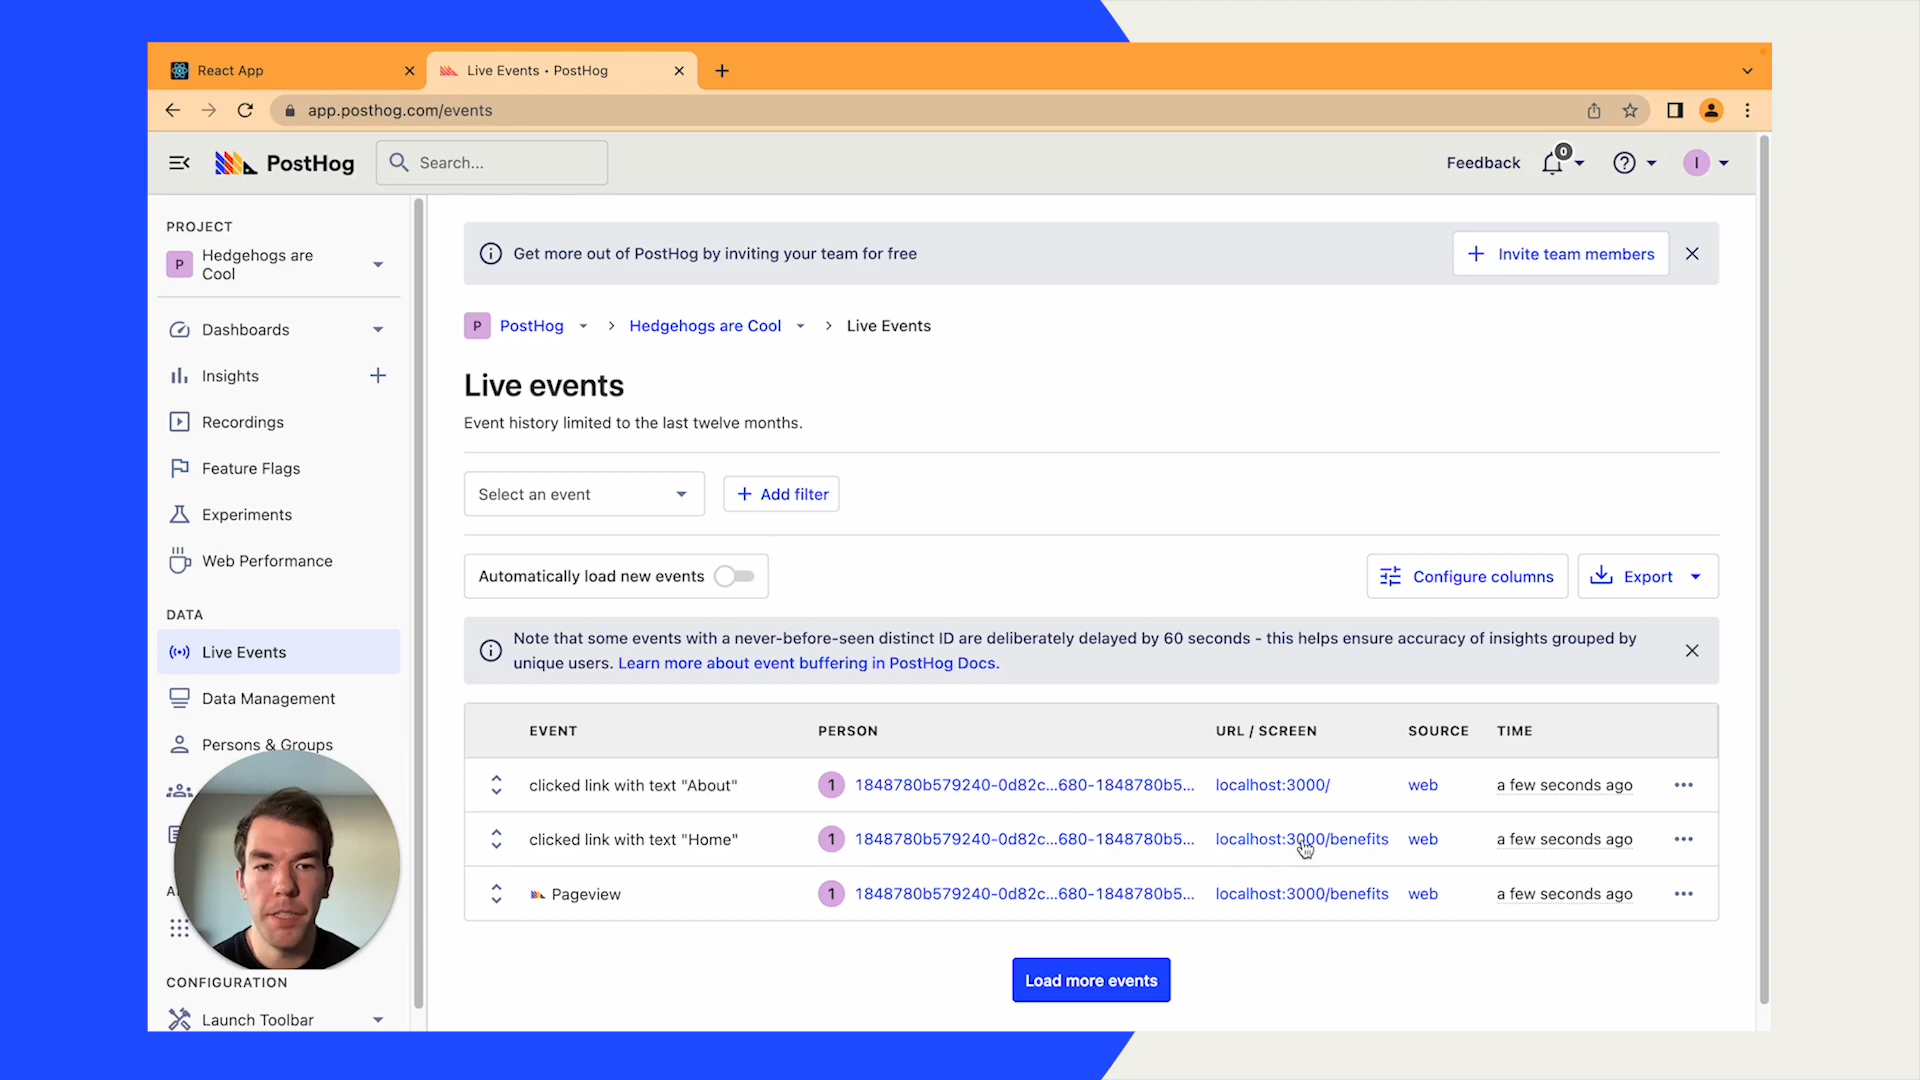 React App
Live Events • PostHog
app.posthog.com/events
PostHog
Search...
Feedback
0
I
PROJECT
P
Hedgehogs are
Cool
Dashboards
Insights
Recordings
Feature Flags
Experiments
Web Performance
DATA
Live Events
Data Management
Persons & Groups
A
CONFIGURATION
Launch Toolbar
Get more out of PostHog by inviting your team for free
Invite team members
P PostHog > Hedgehogs are Cool > Live Events
Live events
Event history limited to the last twelve months.
Select an event
+ Add filter
Automatically load new events
Configure columns
Export
Note that some events with a never-before-seen distinct ID are deliberately delayed by 60 seconds - this helps ensure accuracy of insights grouped by
unique users. Learn more about event buffering in PostHog Docs.
EVENT PERSON URL / SCREEN SOURCE TIME
clicked link with text "About" 1 1848780b579240-0d82c...680-1848780b5... localhost:3000/ web a few seconds ago
clicked link with text "Home" 1 1848780b579240-0d82c...680-1848780b5... localhost:3000/benefits web a few seconds ago
Pageview 1 1848780b579240-0d82c...680-1848780b5... localhost:3000/benefits web a few seconds ago
Load more events